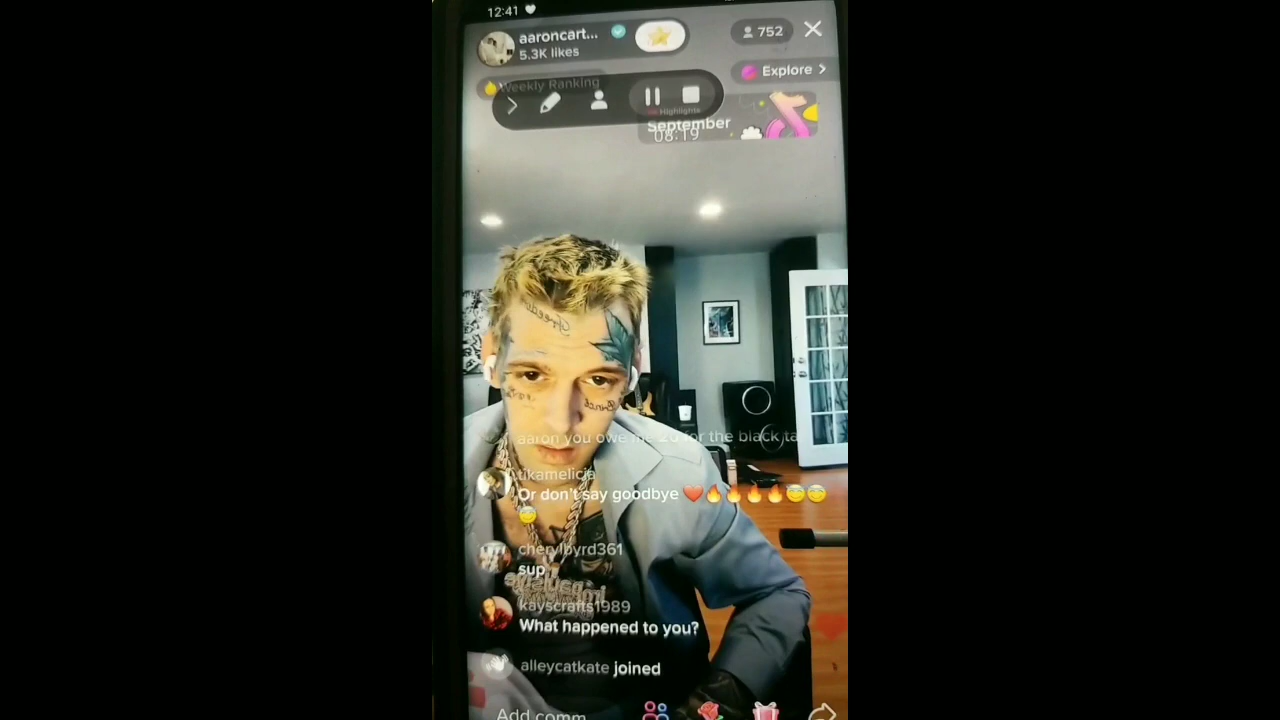 12:41
aaroncart...
5.3K likes
752
Explore >
Weekly Ranking
Highlights
September
08:19
aaron you owe me 20 for the black ta
tikamelicia
Or don't say goodbye ❤️🔥🔥🔥🔥😇😇
😇
cherylbyrd361
sup
kayscrafts1989
What happened to you?
alleycatkate joined
Add comm